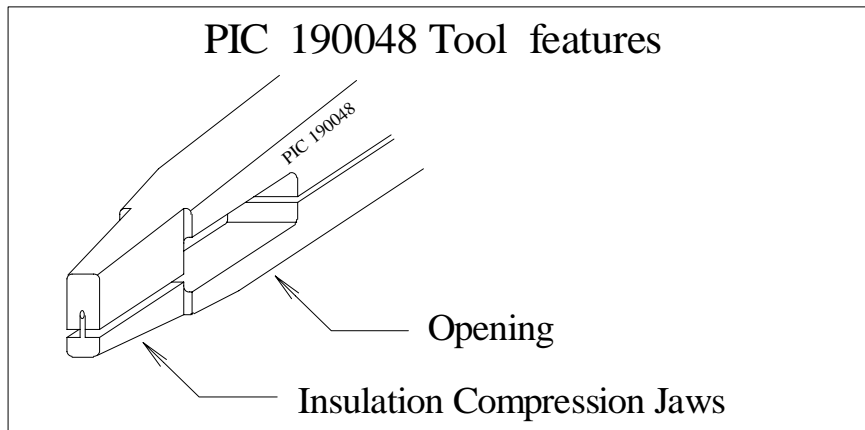 PIC 190048 Tool features
PIC 190048
Opening
Insulation Compression Jaws